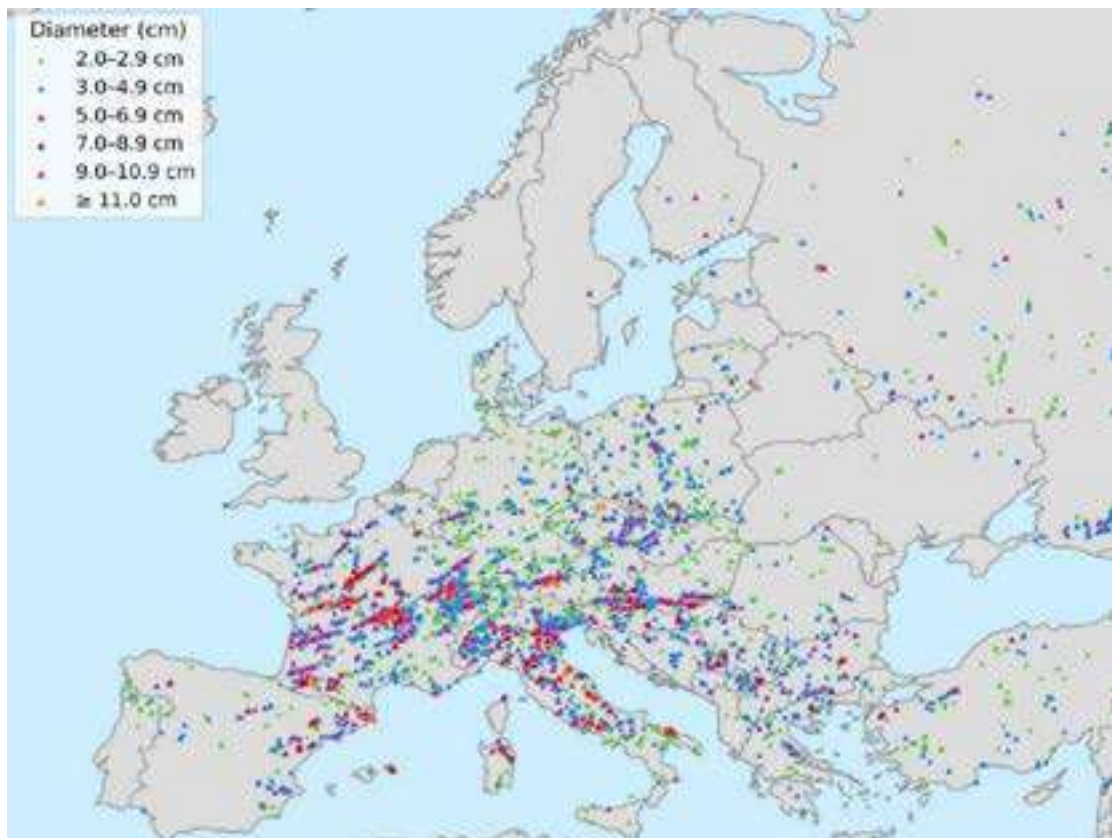 Diameter (cm)
2.0–2.9 cm
3.0–4.9 cm
5.0–6.9 cm
7.0–8.9 cm
9.0–10.9 cm
≥ 11.0 cm